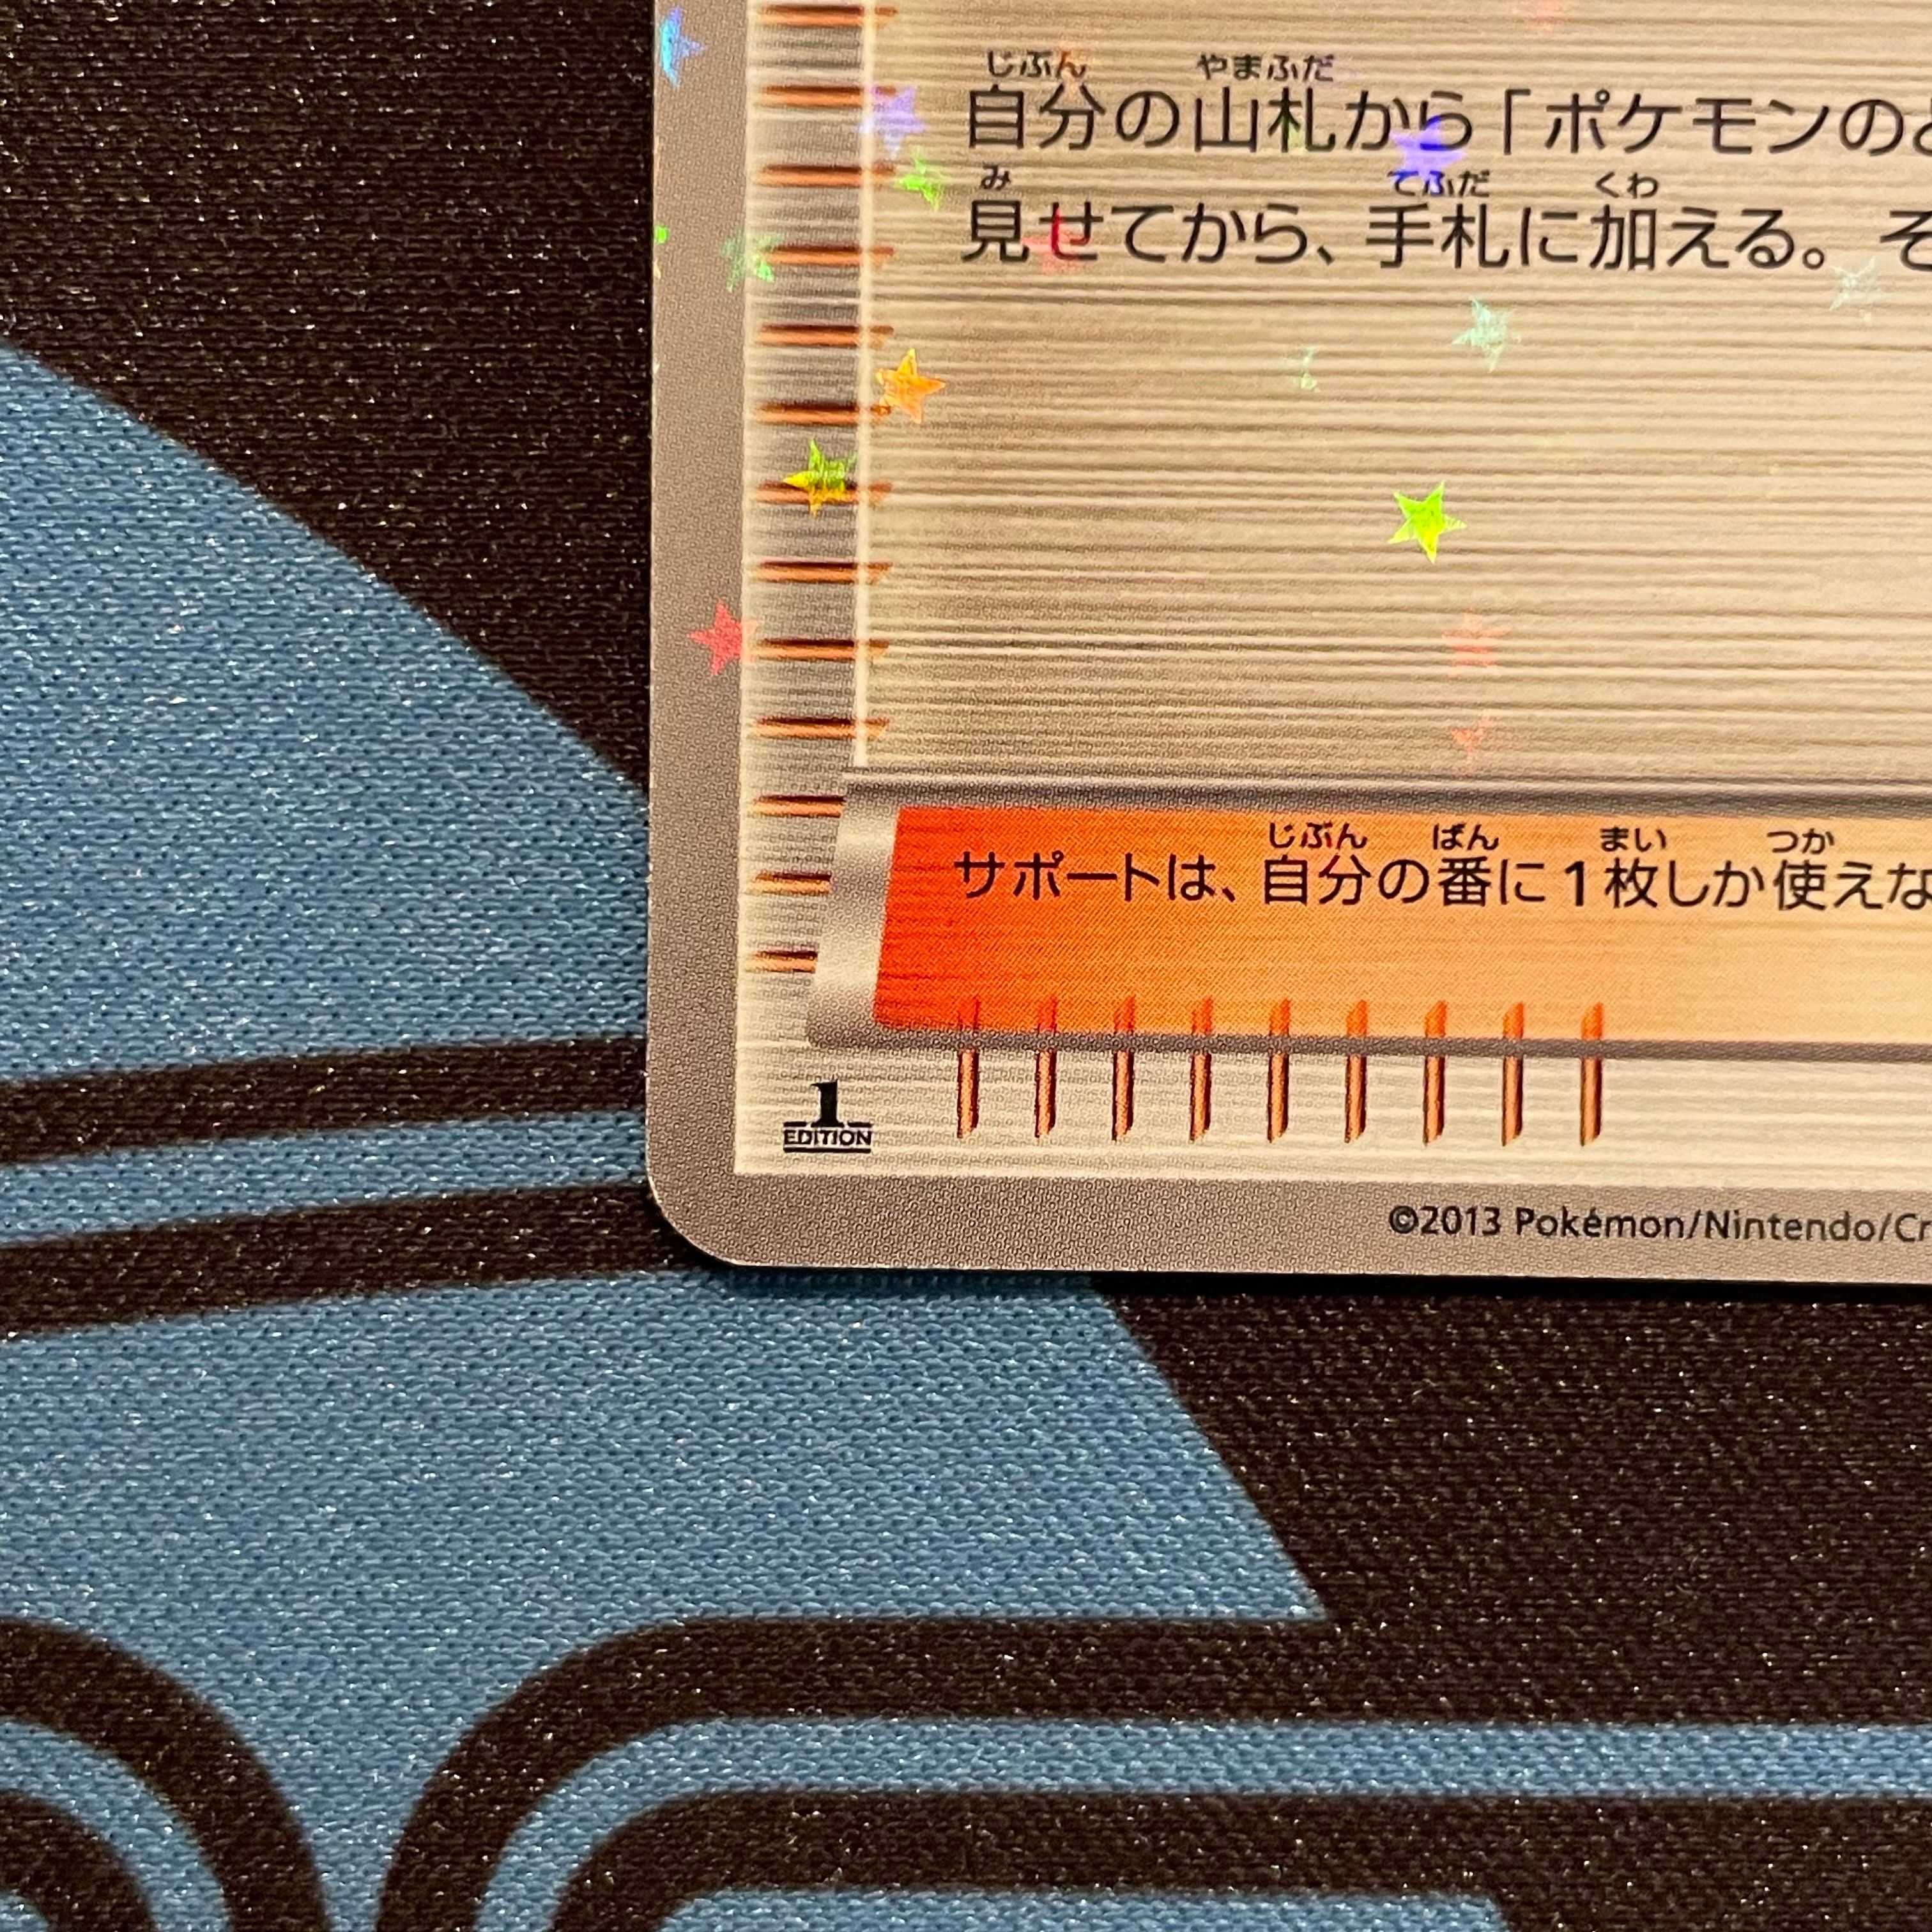 じぶん やまふだ
自分の山札から「ポケモンの
み てふだ くわ
見せてから、手札に加える。そ
じぶん ばん まい つか
サポートは、自分の番に1枚しか使えな
1
EDITION
©2013 Pokémon/Nintendo/Cr